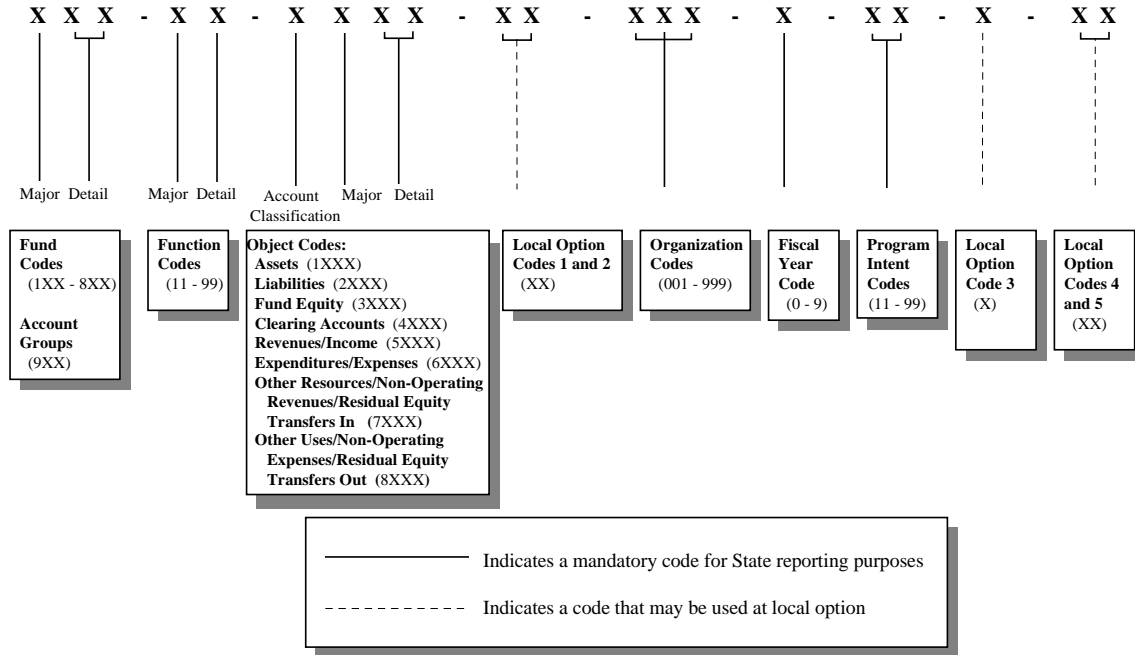 X X X - X X - X X X X - X X - X X X - X - X X - X - X X
Major Detail Major Detail Account Classification Major Detail
Fund
Codes
(1XX - 8XX)
Account
Groups
(9XX)
Function
Codes
(11 - 99)
Object Codes:
Assets (1XXX)
Liabilities (2XXX)
Fund Equity (3XXX)
Clearing Accounts (4XXX)
Revenues/Income (5XXX)
Expenditures/Expenses (6XXX)
Other Resources/Non-Operating
Revenues/Residual Equity
Transfers In (7XXX)
Other Uses/Non-Operating
Expenses/Residual Equity
Transfers Out (8XXX)
Local Option
Codes 1 and 2
(XX)
Organization
Codes
(001 - 999)
Fiscal
Year
Code
(0 - 9)
Program
Intent
Codes
(11 - 99)
Local
Option
Code 3
(X)
Local
Option
Codes 4
and 5
(XX)
Indicates a mandatory code for State reporting purposes
Indicates a code that may be used at local option